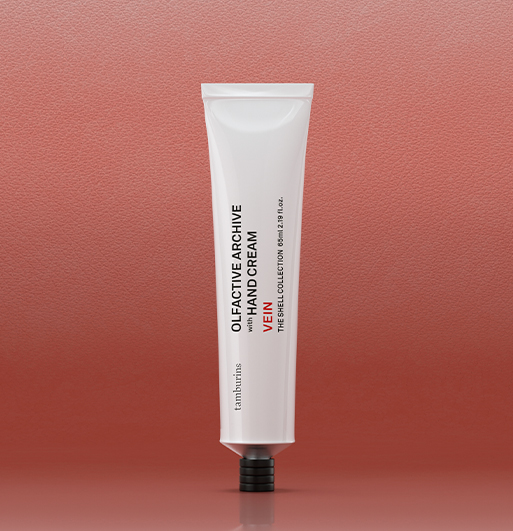 tamburins
OLFACTIVE ARCHIVE
with HAND CREAM
VEIN
THE SHELL COLLECTION 65ml 2.19 fl.oz.